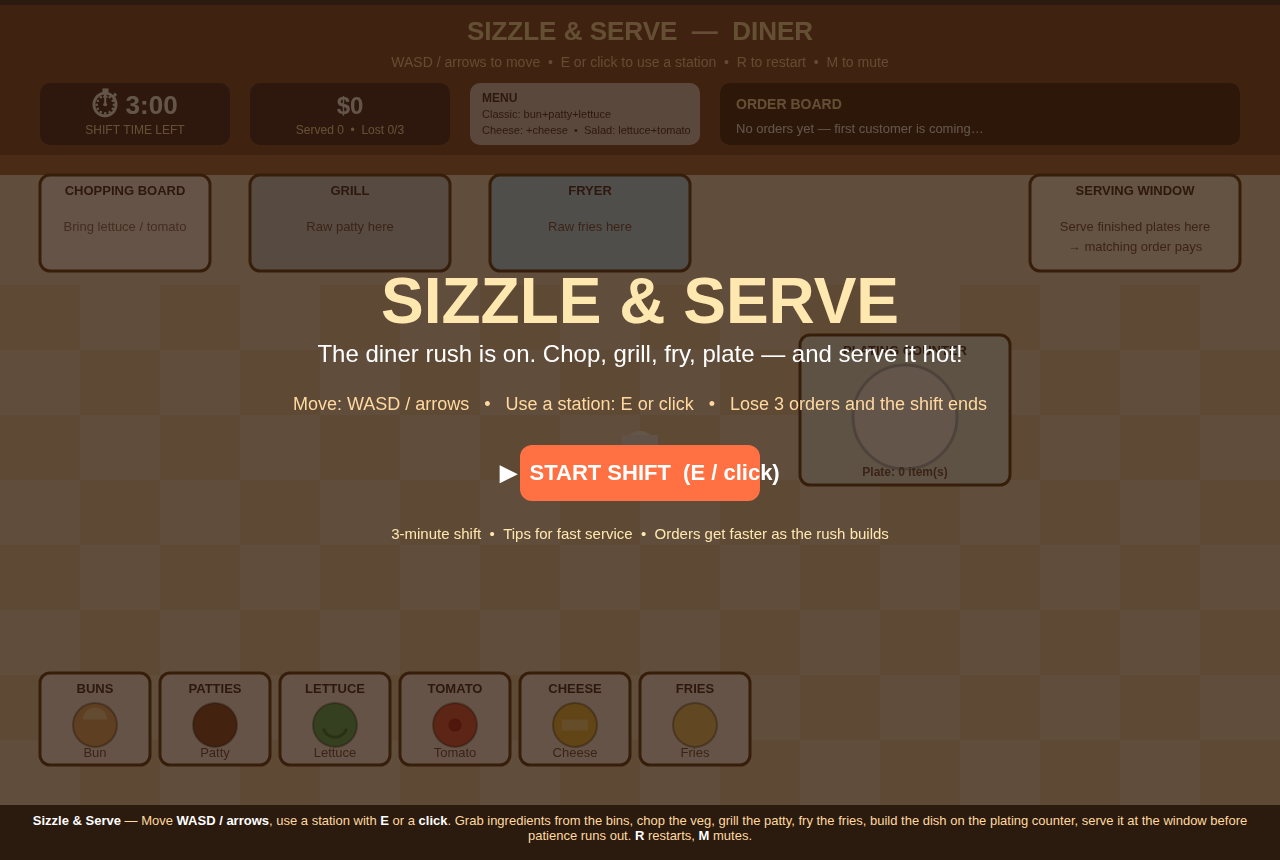 SIZZLE & SERVE — DINER
WASD / arrows to move • E or click to use a station • R to restart • M to mute
⏱ 3:00
SHIFT TIME LEFT
$0
Served 0 • Lost 0/3
MENU
Classic: bun+patty+lettuce
Cheese: +cheese • Salad: lettuce+tomato
ORDER BOARD
No orders yet — first customer is coming…
CHOPPING BOARD
Bring lettuce / tomato
GRILL
Raw patty here
FRYER
Raw fries here
SERVING WINDOW
Serve finished plates here
→ matching order pays
SIZZLE & SERVE
PLATING COUNTER
The diner rush is on. Chop, grill, fry, plate — and serve it hot!
Move: WASD / arrows • Use a station: E or click • Lose 3 orders and the shift ends
▶ START SHIFT (E / click)
Plate: 0 item(s)
3-minute shift • Tips for fast service • Orders get faster as the rush builds
BUNS
Bun
PATTIES
Patty
LETTUCE
Lettuce
TOMATO
Tomato
CHEESE
Cheese
FRIES
Fries
Sizzle & Serve — Move WASD / arrows, use a station with E or a click. Grab ingredients from the bins, chop the veg, grill the patty, fry the fries, build the dish on the plating counter, serve it at the window before
patience runs out. R restarts, M mutes.